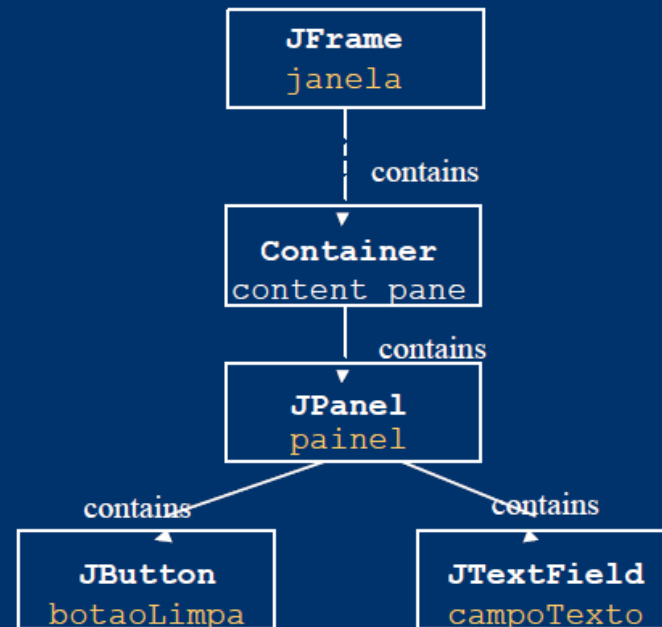 JFrame
janela
contains
Container
content pane
contains
JPanel
painel
contains
contains
JButton
botaoLimpa
JTextField
campoTexto